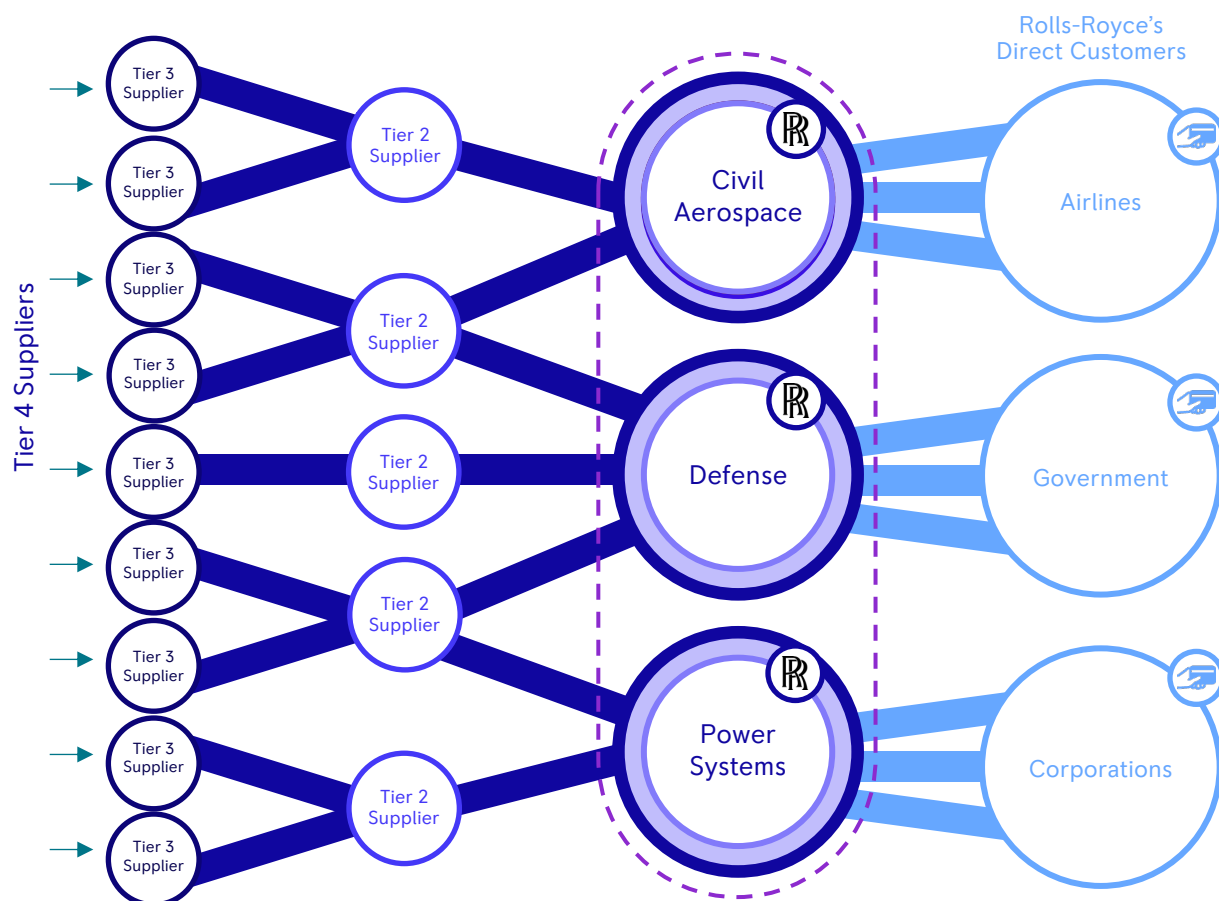 Rolls-Royce's
Direct Customers
Tier 4 Suppliers
Tier 3
Supplier
Tier 3
Supplier
Tier 3
Supplier
Tier 3
Supplier
Tier 3
Supplier
Tier 3
Supplier
Tier 3
Supplier
Tier 3
Supplier
Tier 3
Supplier
Tier 2
Supplier
Tier 2
Supplier
Tier 2
Supplier
Tier 2
Supplier
Tier 2
Supplier
RR
Civil
Aerospace
RR
Defense
RR
Power
Systems
Airlines
Government
Corporations